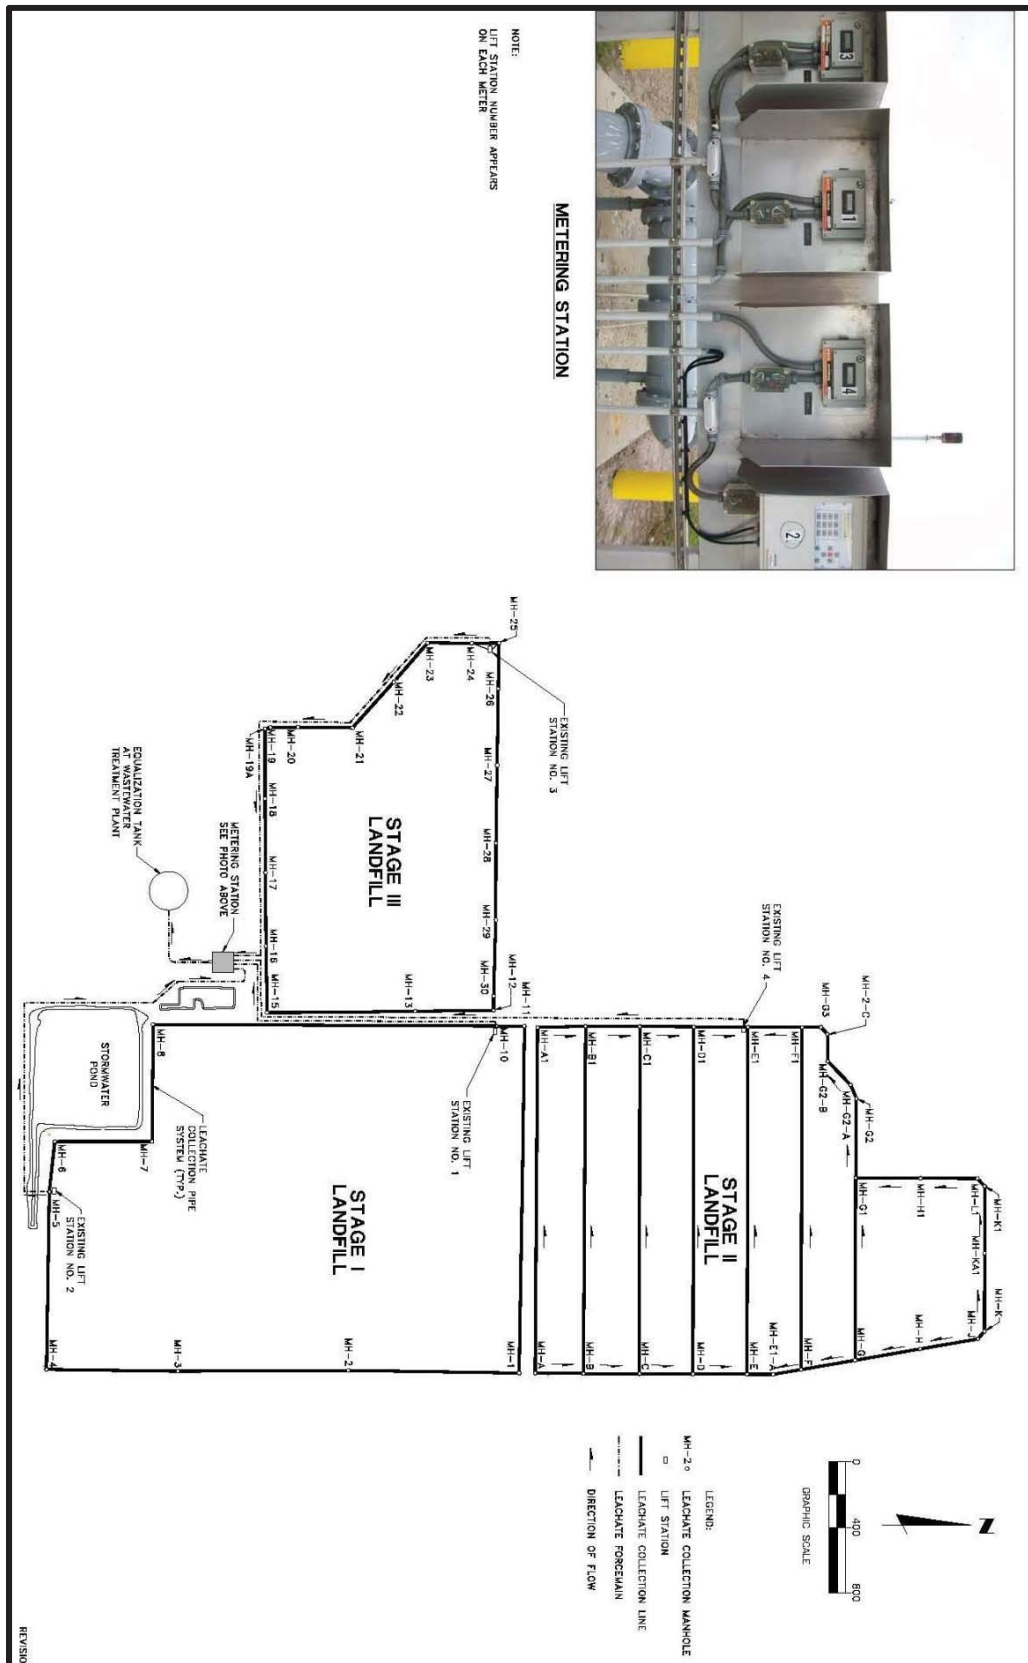 3
1
4
2
NOTE:
LIFT STATION NUMBER APPEARS
ON EACH METER
METERING STATION
MH-25
MH-24
MH-23
MH-22
MH-26
EXISTING LIFT
STATION NO. 3
MH-27
MH-21
MH-20
MH-19
MH-19A
MH-18
STAGE III
LANDFILL
MH-28
MH-17
MH-29
MH-16
MH-30
MH-12
MH-13
MH-15
MH-11
METERING STATION
SEE PHOTO ABOVE
EQUALIZATION TANK
AT WASTEWATER
TREATMENT PLANT
EXISTING LIFT
STATION NO. 4
MH-2-C
MH-G3
MH-G2-B
MH-G2-A
MH-G2
MH-F1
MH-E1
MH-D1
MH-C1
MH-B1
MH-A1
MH-10
EXISTING LIFT
STATION NO. 1
MH-8
LEACHATE
COLLECTION PIPE
SYSTEM (TYP.)
STORMWATER
POND
MH-7
MH-6
MH-5
EXISTING LIFT
STATION NO. 2
STAGE I
LANDFILL
STAGE II
LANDFILL
MH-K1
MH-L1
MH-H1
MH-G1
MH-KA1
MH-K
MH-J
MH-H
MH-G
MH-F
MH-E1-A
MH-E
MH-D
MH-C
MH-B
MH-A
MH-1
MH-2
MH-3
MH-4
LEGEND:
MH-2 LEACHATE COLLECTION MANHOLE
LIFT STATION
LEACHATE COLLECTION LINE
LEACHATE FORCEMAIN
DIRECTION OF FLOW
N
0 400 800
GRAPHIC SCALE
REVISIO